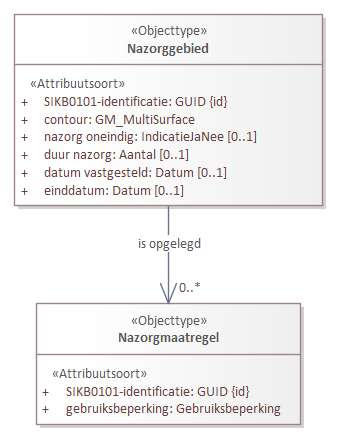 «Objecttype»
Nazorggebied
«Attribuutsoort»
+ SIKB0101-identificatie: GUID {id}
+ contour: GM_MultiSurface
+ nazorg oneindig: IndicatieJaNee [0..1]
+ duur nazorg: Aantal [0..1]
+ datum vastgesteld: Datum [0..1]
+ einddatum: Datum [0..1]
is opgelegd
0..*
«Objecttype»
Nazorgmaatregel
«Attribuutsoort»
+ SIKB0101-identificatie: GUID {id}
+ gebruiksbeperking: Gebruiksbeperking